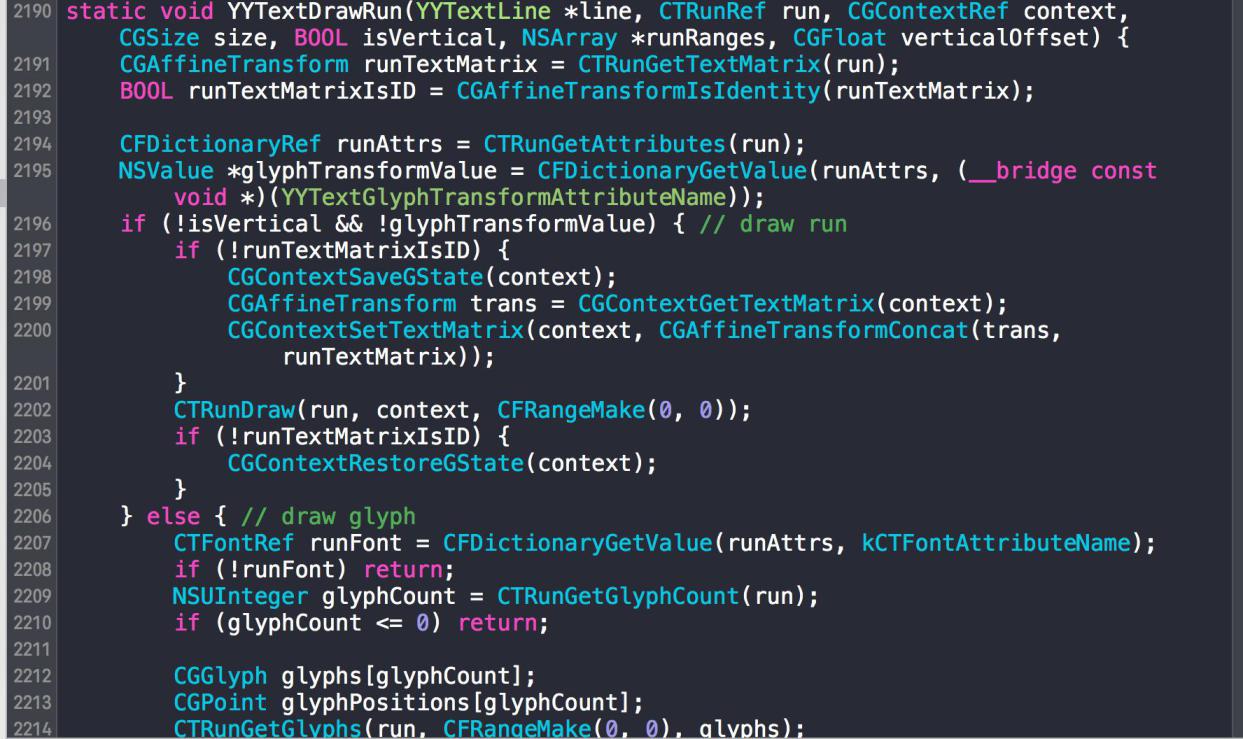 2190 static void YYTextDrawRun(YYTextLine *line, CTRunRef run, CGContextRef context,
CGSize size, BOOL isVertical, NSArray *runRanges, CGFloat verticalOffset) {
2191 CGAffineTransform runTextMatrix = CTRunGetTextMatrix(run);
2192 BOOL runTextMatrixIsID = CGAffineTransformIsIdentity(runTextMatrix);
2193
2194 CFDictionaryRef runAttrs = CTRunGetAttributes(run);
2195 NSValue *glyphTransformValue = CFDictionaryGetValue(runAttrs, (__bridge const
void *)(YYTextGlyphTransformAttributeName));
2196 if (!isVertical && !glyphTransformValue) { // draw run
2197 if (!runTextMatrixIsID) {
2198 CGContextSaveGState(context);
2199 CGAffineTransform trans = CGContextGetTextMatrix(context);
2200 CGContextSetTextMatrix(context, CGAffineTransformConcat(trans,
runTextMatrix));
2201 }
2202 CTRunDraw(run, context, CFRangeMake(0, 0));
2203 if (!runTextMatrixIsID) {
2204 CGContextRestoreGState(context);
2205 }
2206 } else { // draw glyph
2207 CTFontRef runFont = CFDictionaryGetValue(runAttrs, kCTFontAttributeName);
2208 if (!runFont) return;
2209 NSUInteger glyphCount = CTRunGetGlyphCount(run);
2210 if (glyphCount <= 0) return;
2211
2212 CGGlyph glyphs[glyphCount];
2213 CGPoint glyphPositions[glyphCount];
2214 CTRunGetGlyphs(run, CFRangeMake(0, 0), glyphs);